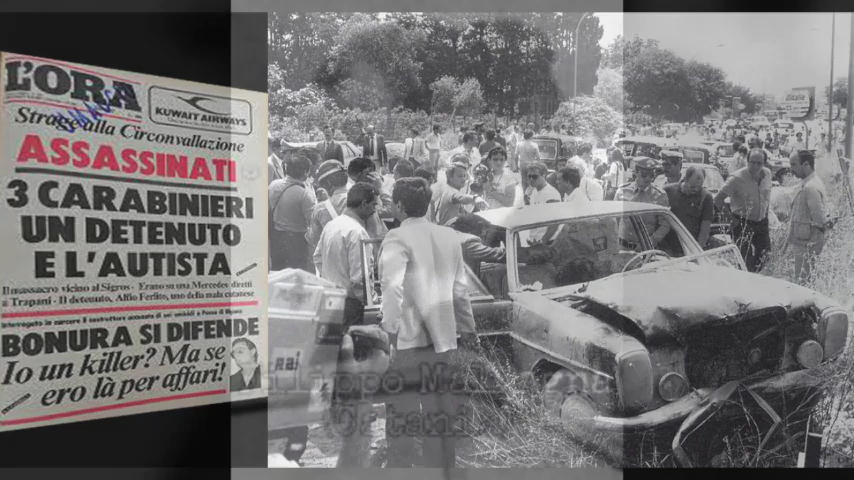 L'ORA
KUWAIT AIRWAYS
Strage sulla Circonvallazione
ASSASSINATI
3 CARABINIERI
UN DETENUTO
E L'AUTISTA
Il massacro vicino al Sigros - Erano su una Mercedes diretti
a Trapani - Il detenuto, Alfio Ferlito, uno della mala catanese
BONURA SI DIFENDE
Io un killer? Ma se
ero là per affari!
Rai